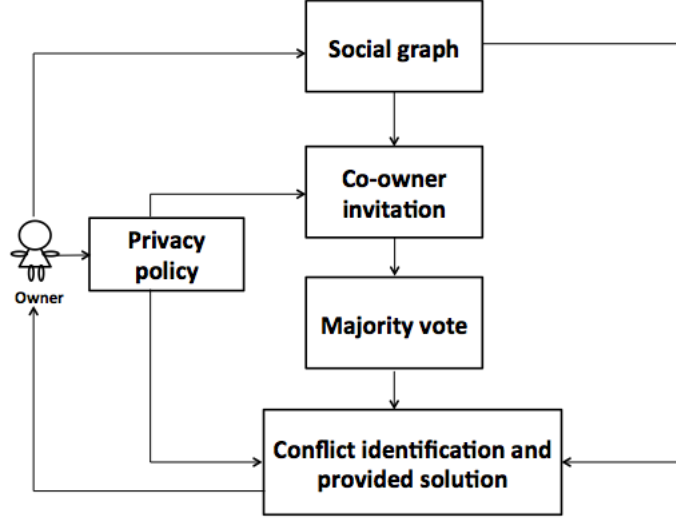 Social graph
Co-owner
invitation
Privacy
policy
Owner
Majority vote
Conflict identification and
provided solution